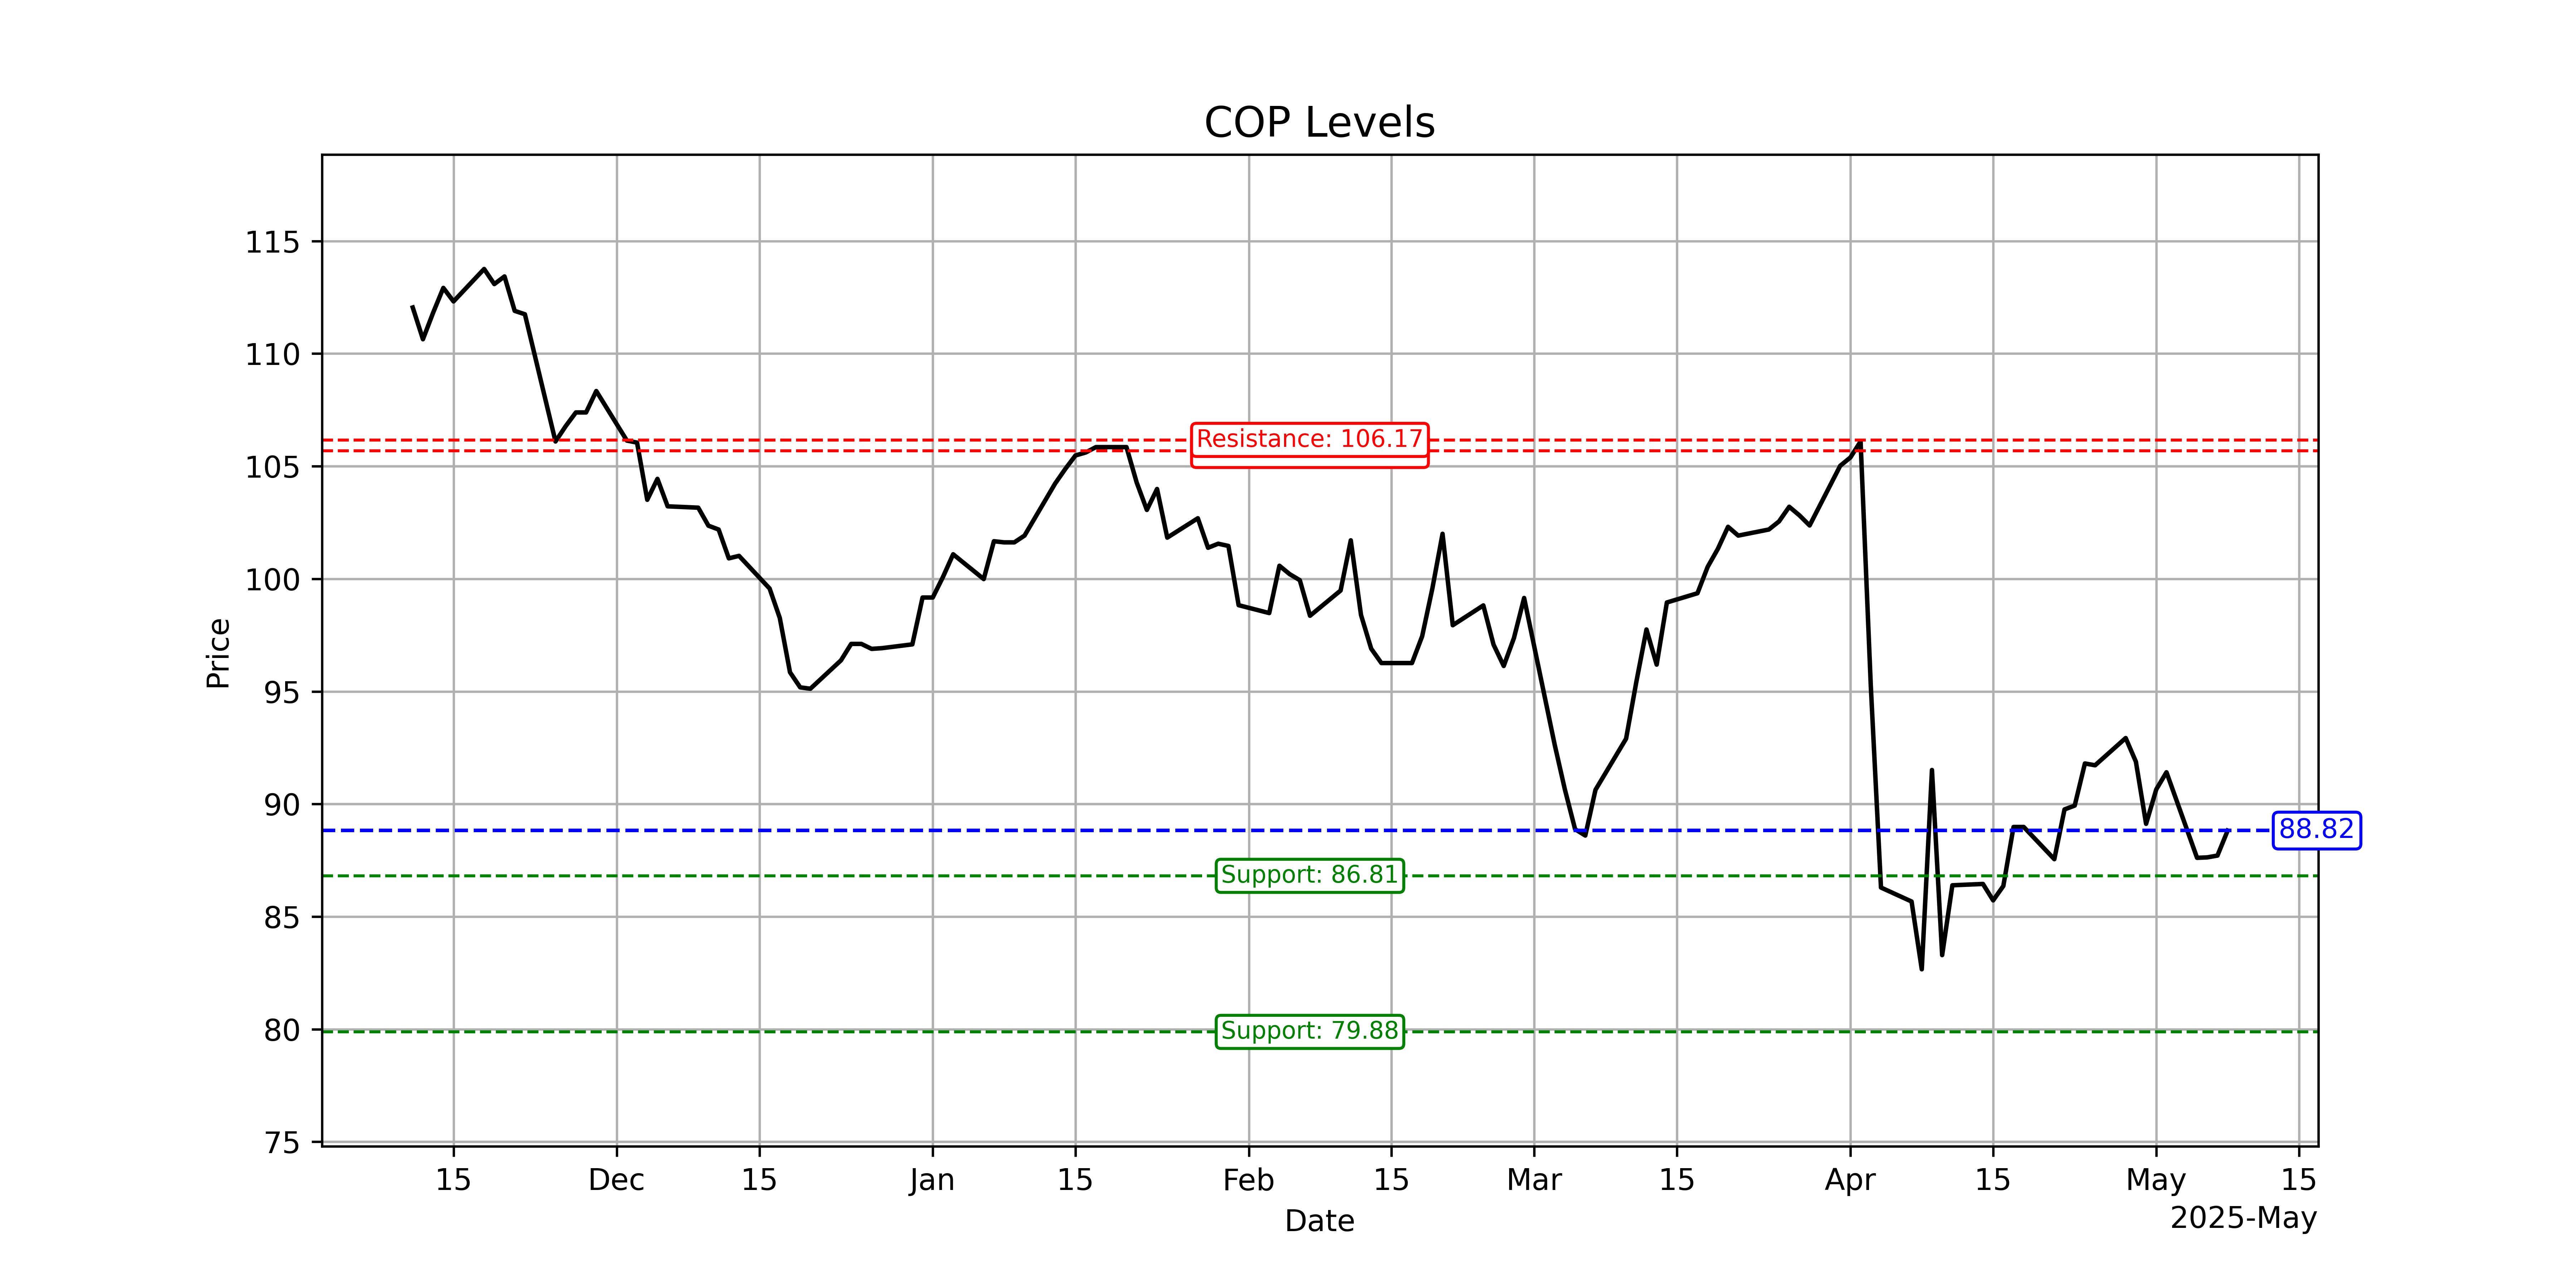 COP Levels
115
110
105
100
95
90
85
80
75
Price
Resistance: 106.17
88.82
Support: 86.81
Support: 79.88
15
Dec
15
Jan
15
Feb
15
Mar
15
Apr
15
May
15
Date
2025-May